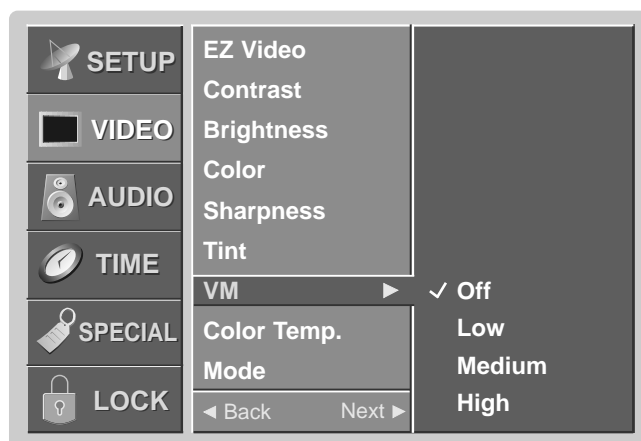 SETUP
VIDEO
AUDIO
TIME
SPECIAL
LOCK
EZ Video
Contrast
Brightness
Color
Sharpness
Tint
VM ►
Color Temp.
Mode
◄ Back Next ►
✓ Off
Low
Medium
High